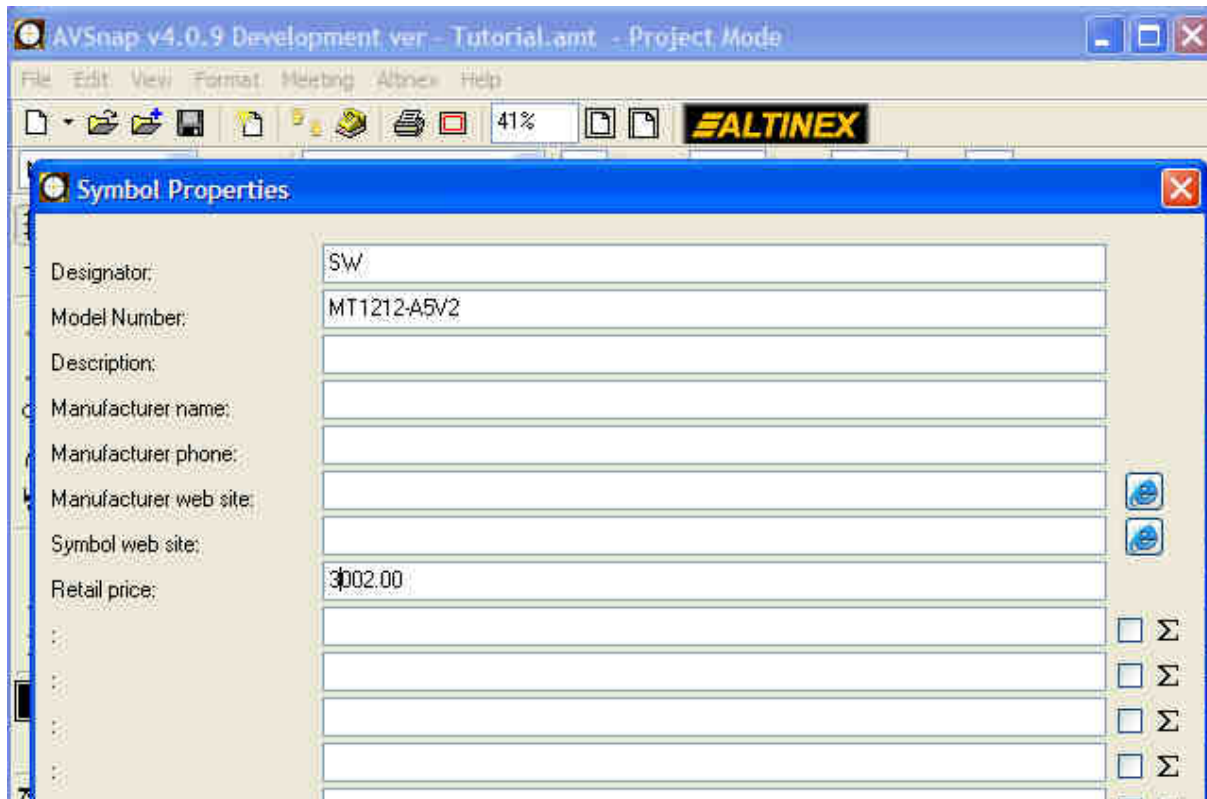 AVSnap v4.0.9 Development ver - Tutorial.amt - Project Mode
File Edit View Format Meeting Altinex Help
41% ALTINEX
Symbol Properties
Designator: SW
Model Number: MT1212-A5V2
Description:
Manufacturer name:
Manufacturer phone:
Manufacturer web site:
Symbol web site:
Retail price: 3002.00
: Σ
: Σ
: Σ
: Σ